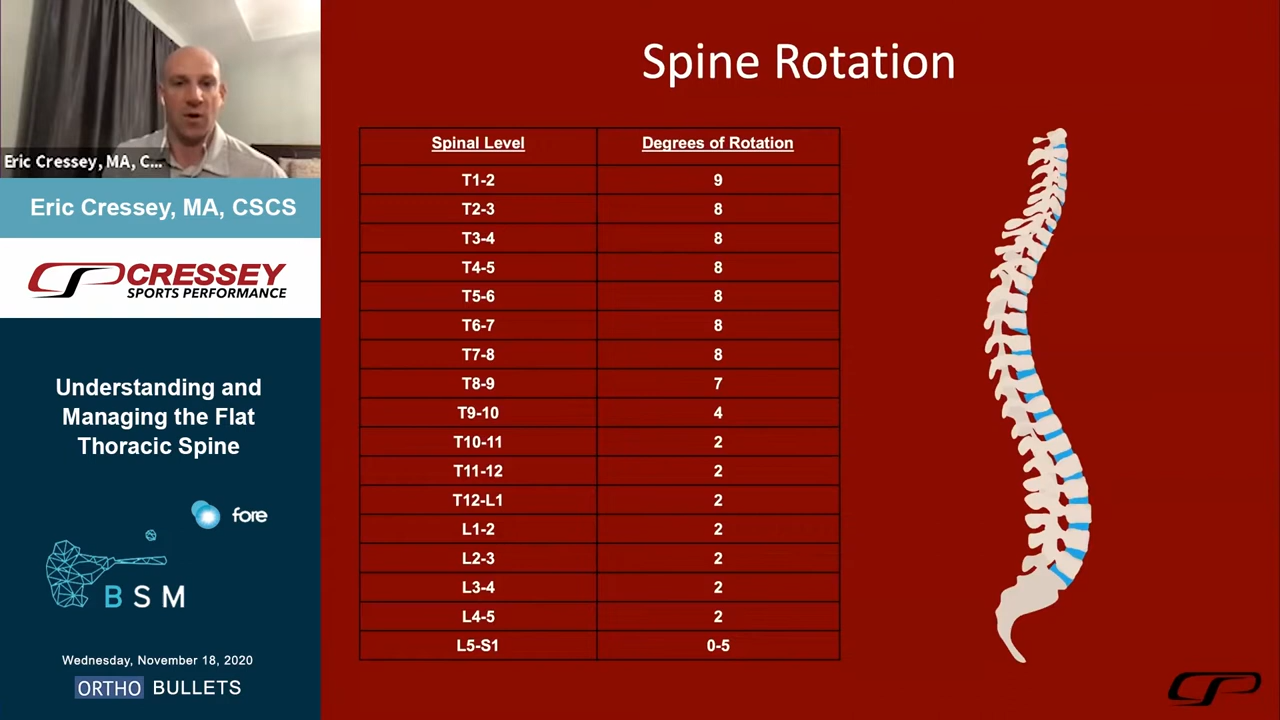 Eric Cressey, MA, C...
Eric Cressey, MA, CSCS
CRESSEY
SPORTS PERFORMANCE
Understanding and
Managing the Flat
Thoracic Spine
fore
BSM
Wednesday, November 18, 2020
ORTHO BULLETS
Spine Rotation
Spinal Level Degrees of Rotation
T1-2 9
T2-3 8
T3-4 8
T4-5 8
T5-6 8
T6-7 8
T7-8 8
T8-9 7
T9-10 4
T10-11 2
T11-12 2
T12-L1 2
L1-2 2
L2-3 2
L3-4 2
L4-5 2
L5-S1 0-5